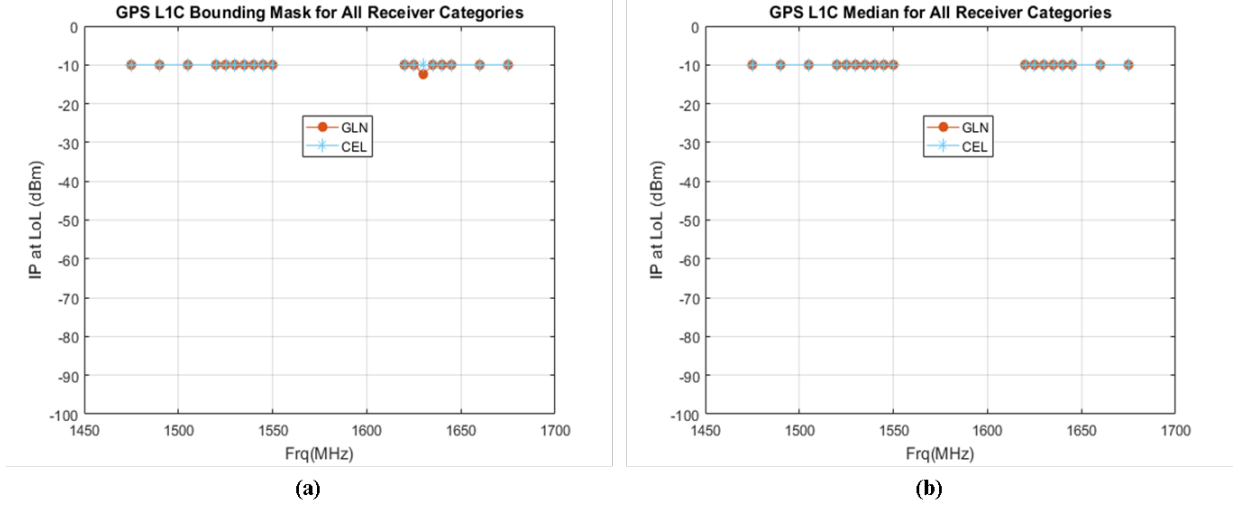 GPS L1C Bounding Mask for All Receiver Categories
0
-10
-20
-30
-40
-50
-60
-70
-80
-90
-100
IP at LoL (dBm)
GLN
CEL
1450 1500 1550 1600 1650 1700
Frq(MHz)
(a)
GPS L1C Median for All Receiver Categories
0
-10
-20
-30
-40
-50
-60
-70
-80
-90
-100
IP at LoL (dBm)
GLN
CEL
1450 1500 1550 1600 1650 1700
Frq(MHz)
(b)